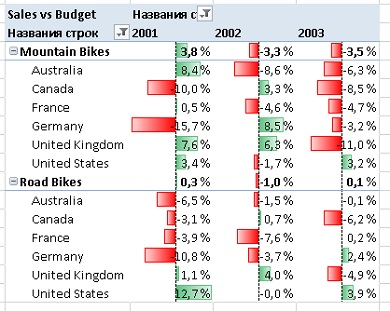 Sales vs Budget Названия с
Названия строк 2001 2002 2003
Mountain Bikes 3,8 % -3,3 % -3,5 %
Australia 8,4% -8,6 % -6,3 %
Canada -10,0 % 3,3 % -8,5 %
France 0,5 % -4,6 % -4,7 %
Germany -15,7 % 8,5% -3,2 %
United Kingdom 7,6 % 6,3 % -11,0 %
United States 3,4 % -1,7 % 3,2 %
Road Bikes 0,3 % -1,0 % 0,1 %
Australia -6,5 % -1,5 % -0,1 %
Canada -3,1 % 0,7 % -6,2 %
France -3,9 % -7,6 % 0,2 %
Germany -10,8 % -3,7 % 2,4 %
United Kingdom 1,1 % 4,0 % -4,9 %
United States 12,7% -0,0 % 3,9 %